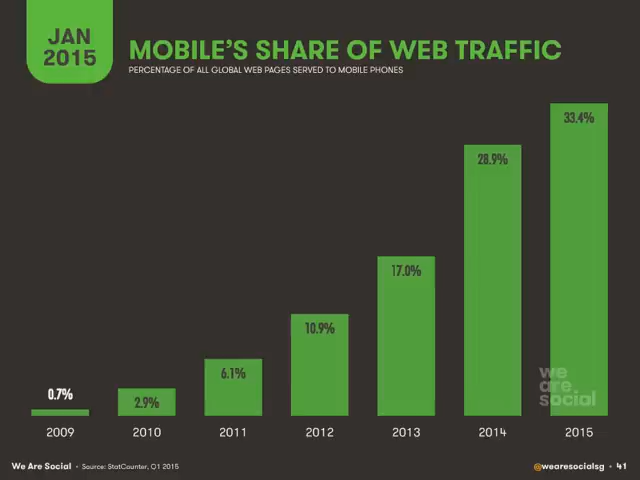 JAN
2015
MOBILE'S SHARE OF WEB TRAFFIC
PERCENTAGE OF ALL GLOBAL WEB PAGES SERVED TO MOBILE PHONES
0.7%
2.9%
6.1%
10.9%
17.0%
28.9%
33.4%
we
are
social
2009 2010 2011 2012 2013 2014 2015
We Are Social • Source: StatCounter, Q1 2015
@wearesocialsg • 41